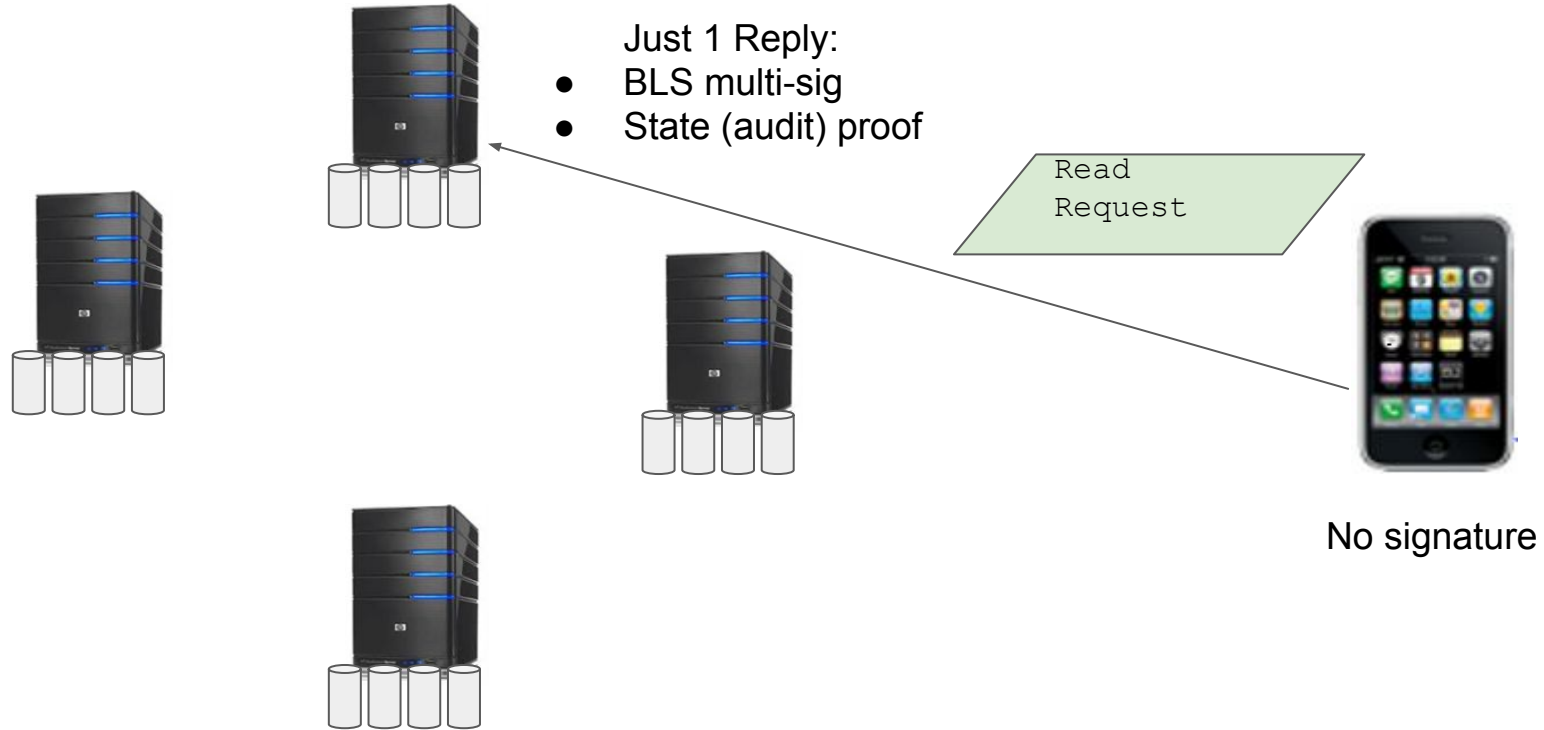 Just 1 Reply:
● BLS multi-sig
● State (audit) proof
Read
Request
No signature